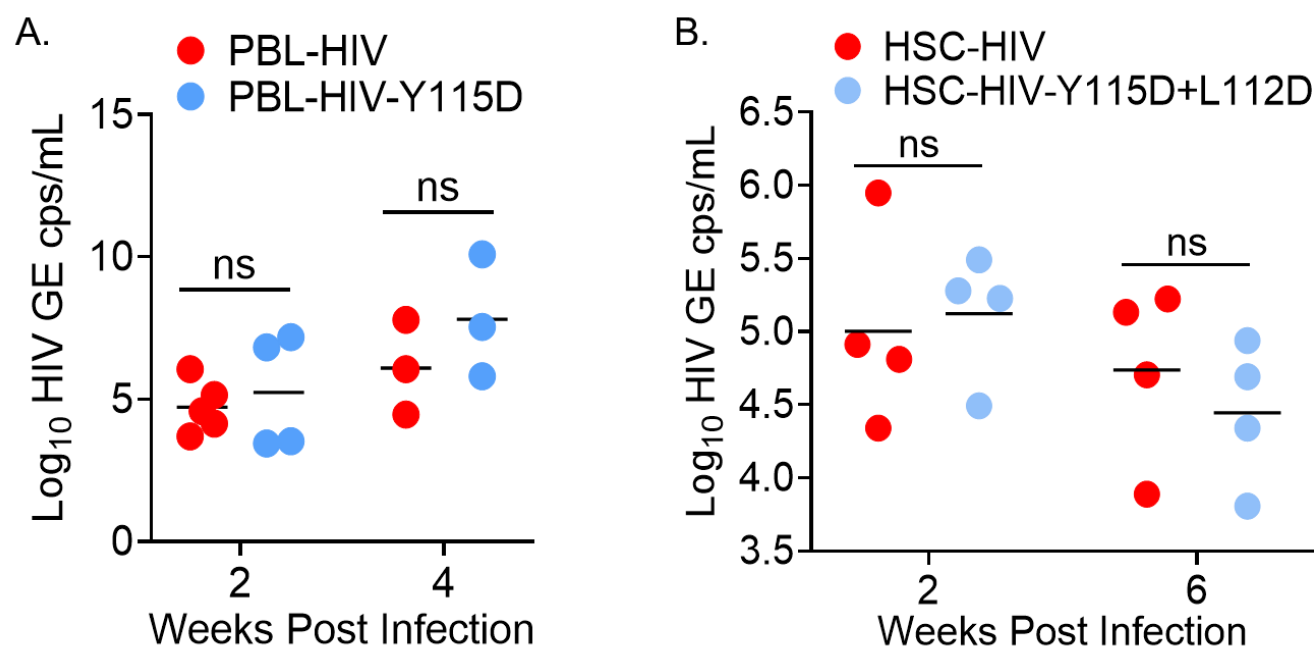 A.
PBL-HIV
PBL-HIV-Y115D
Log10 HIV GE cps/mL
15
10
5
0
ns
ns
2
4
Weeks Post Infection
B.
HSC-HIV
HSC-HIV-Y115D+L112D
Log10 HIV GE cps/mL
6.5
6.0
5.5
5.0
4.5
4.0
3.5
ns
ns
2
6
Weeks Post Infection